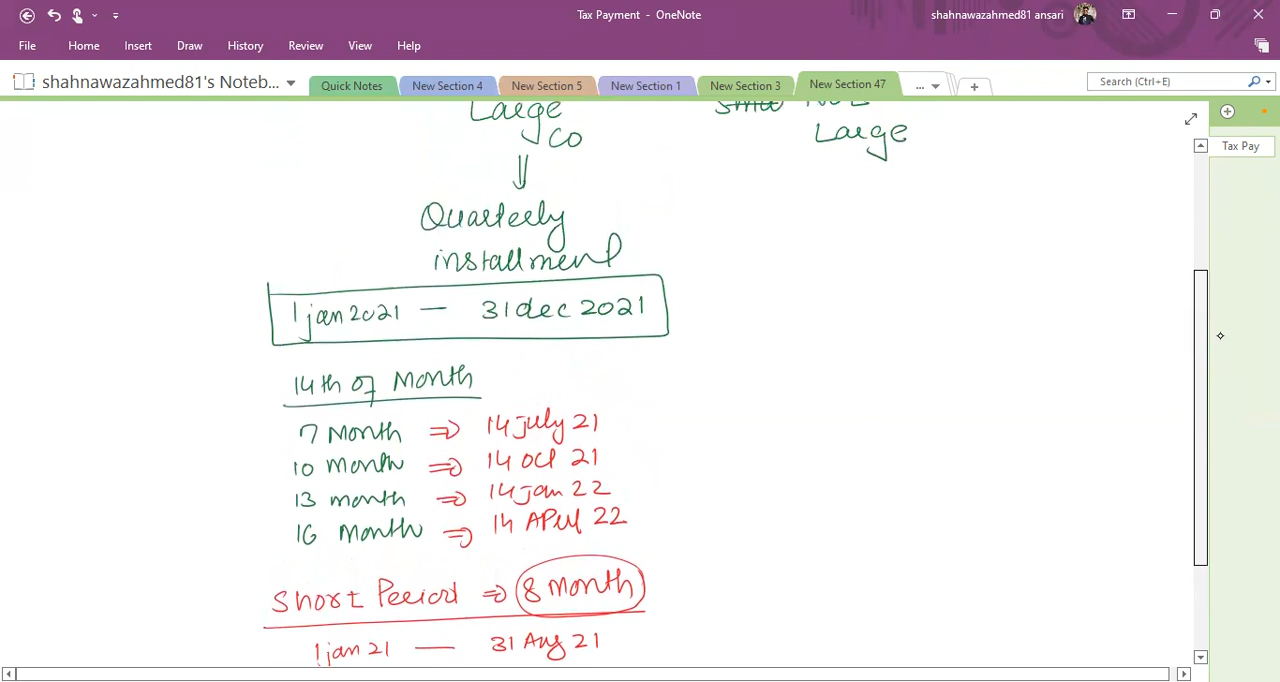 Tax Payment - OneNote
shahnawazahmed81 ansari
File Home Insert Draw History Review View Help
shahnawazahmed81's Noteb...
Quick Notes
New Section 4
New Section 5
New Section 1
New Section 3
New Section 47
...
Search (Ctrl+E)
Tax Pay
Large
Co
Large
Quarterly
installment
1 jan 2021 — 31 dec 2021
14th of Month
7 Month ⇒ 14 july 21
10 Month ⇒ 14 Oct 21
13 month ⇒ 14 jan 22
16 Month ⇒ 14 APril 22
Short Period ⇒ 8 month
1 jan 21 — 31 Aug 21